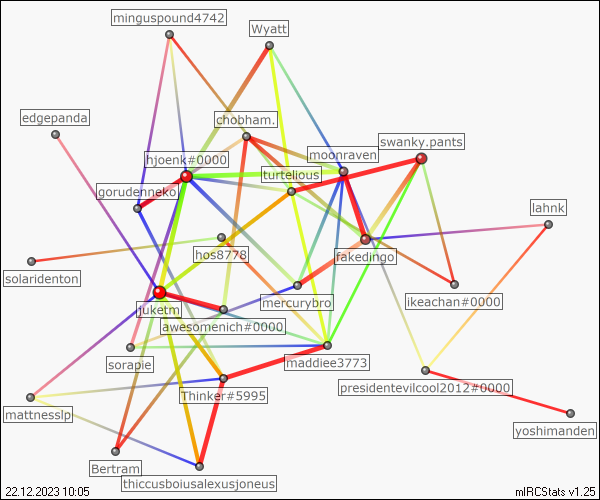 minguspound4742
Wyatt
edgepanda
chobham.
swanky.pants
hjoenk#0000
moonraven
turtelious
gorudenneko
lahnk
hos8778
fakedingo
solaridenton
mercurybro
ikeachan#0000
juketm
awesomenich#0000
sorapie
maddiee3773
presidentevilcool2012#0000
Thinker#5995
mattnesslp
yoshimanden
Bertram
thiccusboiusalexusjoneus
22.12.2023 10:05
mIRCStats v1.25